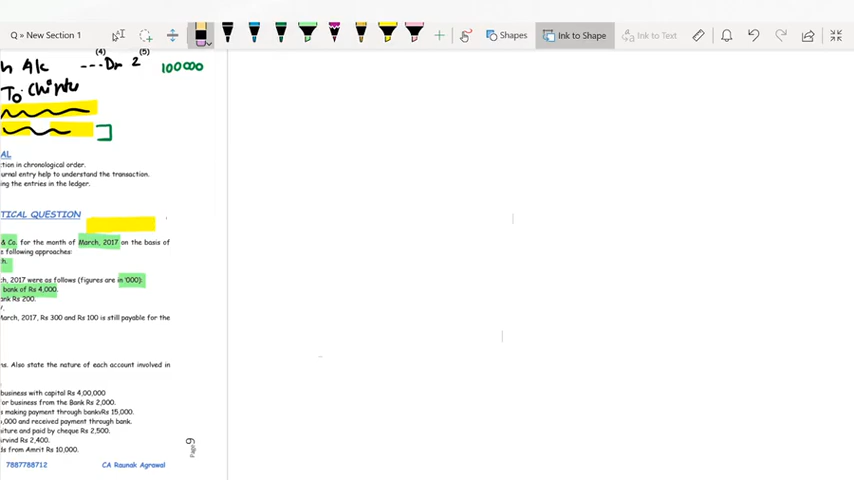 Q » New Section 1
Shapes
Ink to Shape
Ink to Text
(4) (5)
h A/c ---Dr 2 100000
To Chintu
AL
tion in chronological order.
urnal entry help to understand the transaction.
ing the entries in the ledger.
TICAL QUESTION
& Co. for the month of March, 2017 on the basis of
s following approaches:
h.
ch, 2017 were as follows (figures are in '000):
bank of Rs 4,000.
ank Rs 200.
March, 2017, Rs 300 and Rs 100 is still payable for the
ns. Also state the nature of each account involved in
business with capital Rs 4,00,000
or business from the Bank Rs 2,000.
s making payment through bankvRs 15,000.
,000 and received payment through bank.
iture and paid by cheque Rs 2,500.
rvind Rs 2,400.
ds from Amrit Rs 10,000.
Page 9
7887788712 CA Raunak Agrawal